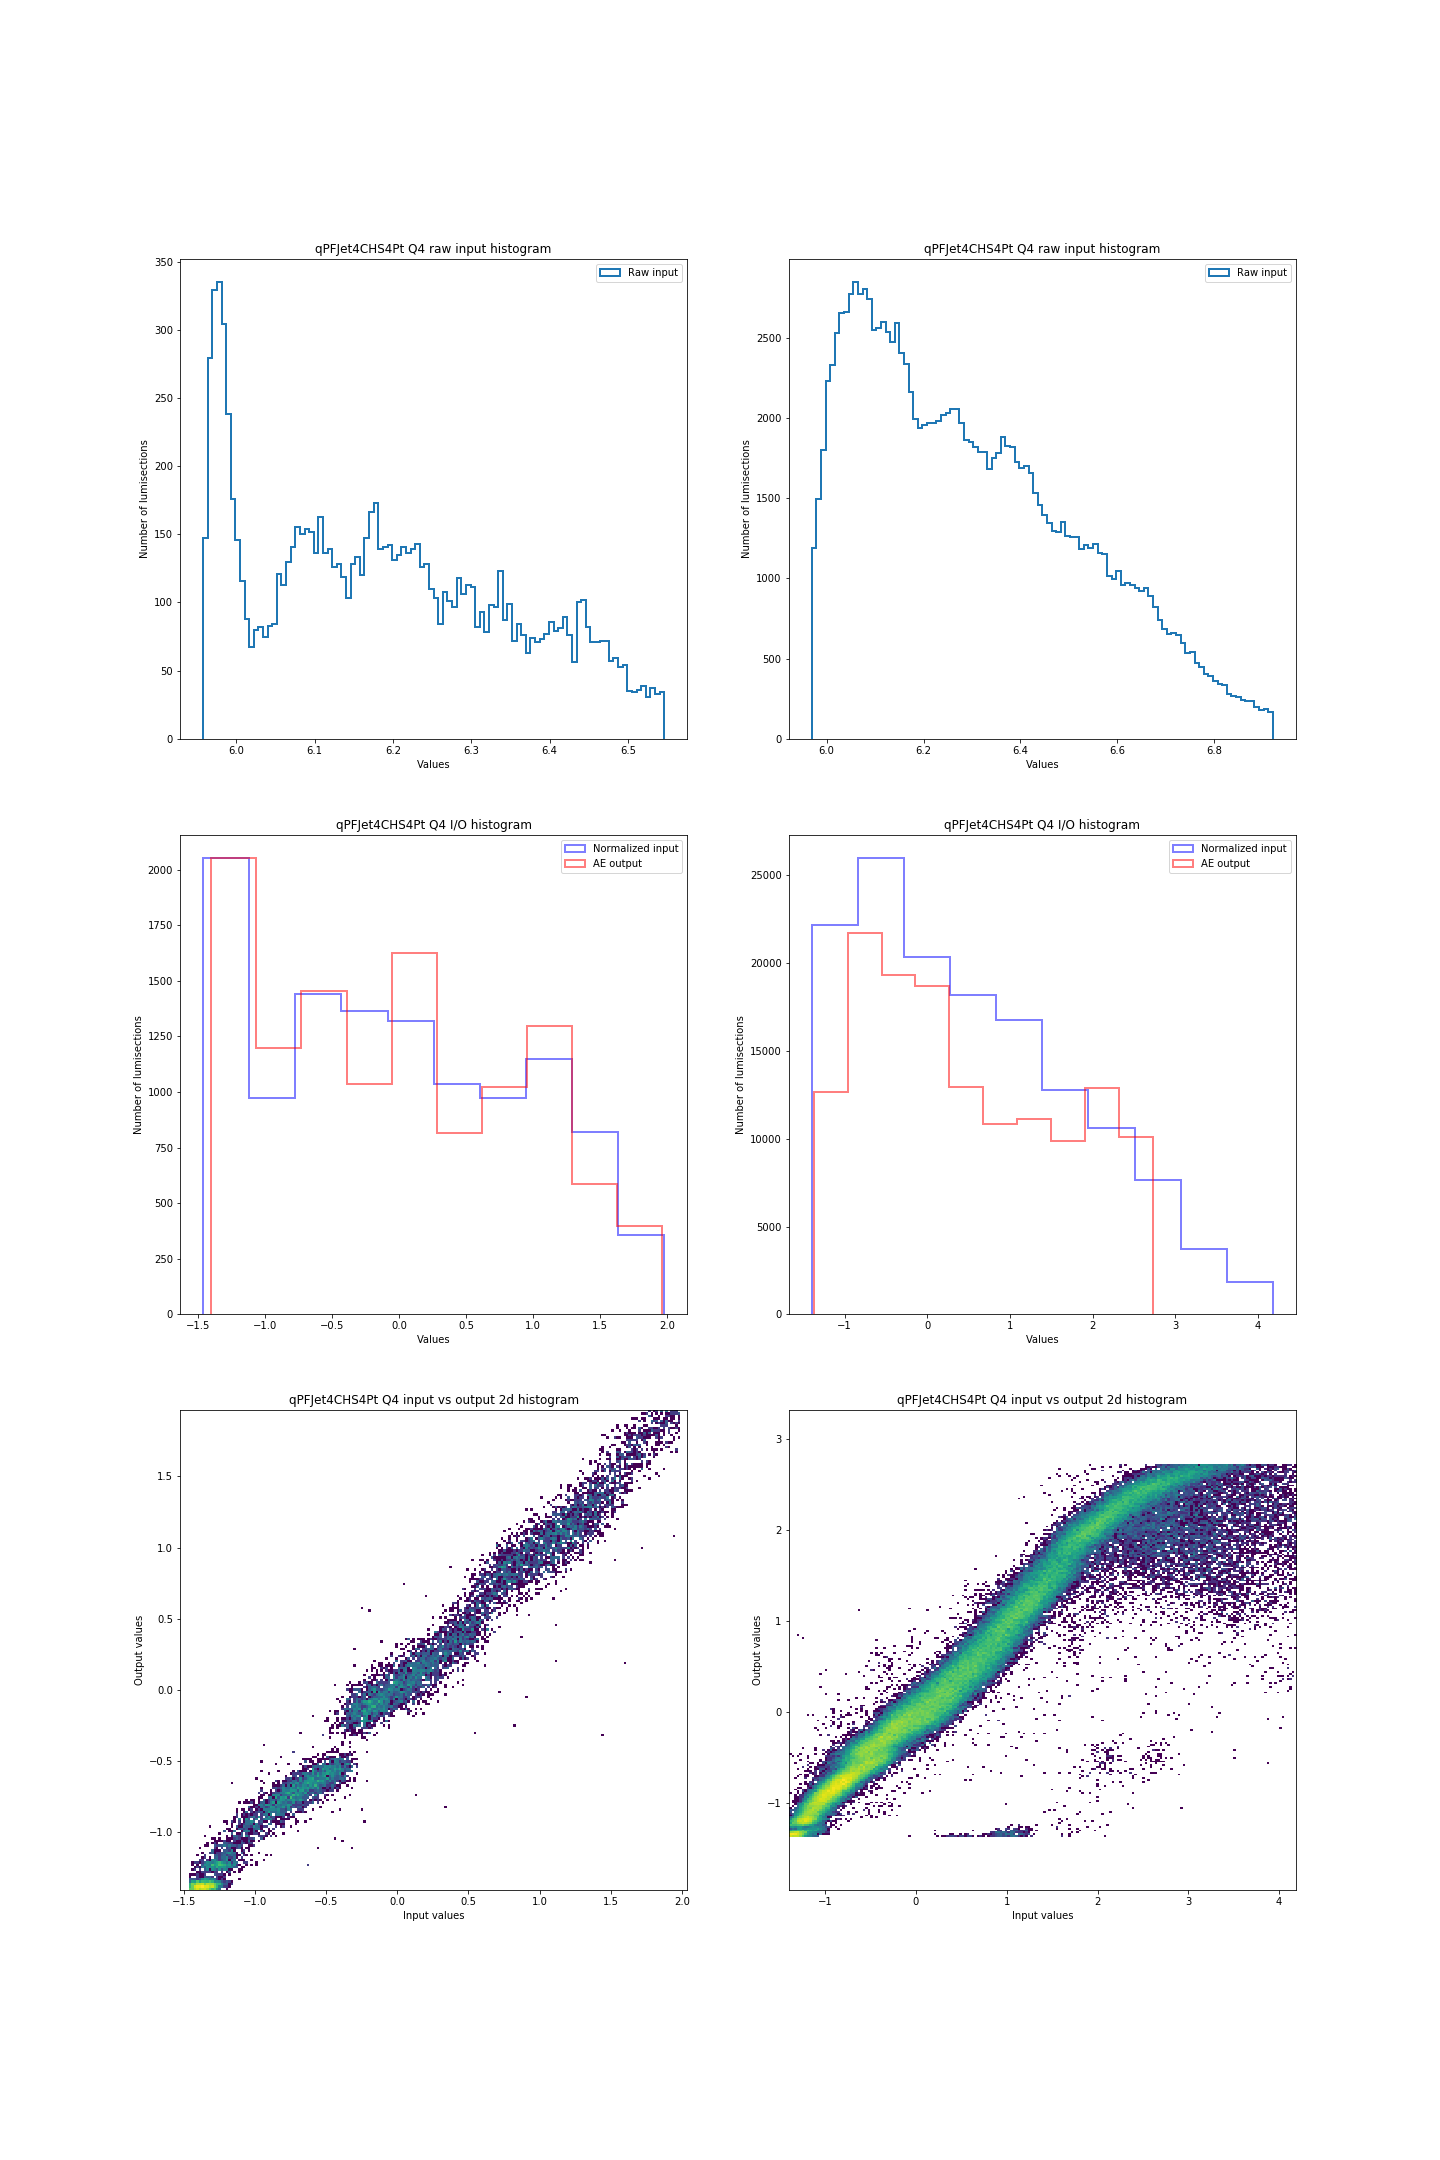 qPFJet4CHS4Pt Q4 raw input histogram
Raw input
350
300
250
200
150
100
50
0
Number of lumisections
6.0 6.1 6.2 6.3 6.4 6.5
Values
qPFJet4CHS4Pt Q4 raw input histogram
Raw input
2500
2000
1500
1000
500
0
Number of lumisections
6.0 6.2 6.4 6.6 6.8
Values
qPFJet4CHS4Pt Q4 I/O histogram
Normalized input
AE output
2000
1750
1500
1250
1000
750
500
250
0
Number of lumisections
−1.5 −1.0 −0.5 0.0 0.5 1.0 1.5 2.0
Values
qPFJet4CHS4Pt Q4 I/O histogram
Normalized input
AE output
25000
20000
15000
10000
5000
0
Number of lumisections
−1 0 1 2 3 4
Values
qPFJet4CHS4Pt Q4 input vs output 2d histogram
1.5
1.0
0.5
0.0
−0.5
−1.0
Output values
−1.5 −1.0 −0.5 0.0 0.5 1.0 1.5 2.0
Input values
qPFJet4CHS4Pt Q4 input vs output 2d histogram
3
2
1
0
−1
Output values
−1 0 1 2 3 4
Input values